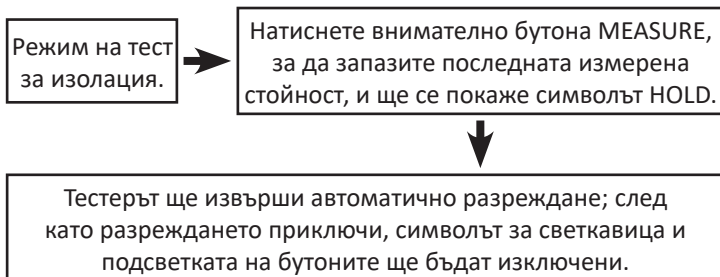 Режим на тест
за изолация.
Натиснете внимателно бутона MEASURE,
за да запазите последната измерена
стойност, и ще се покаже символът HOLD.
Тестерът ще извърши автоматично разреждане; след
като разреждането приключи, символът за светкавица и
подсветката на бутоните ще бъдат изключени.